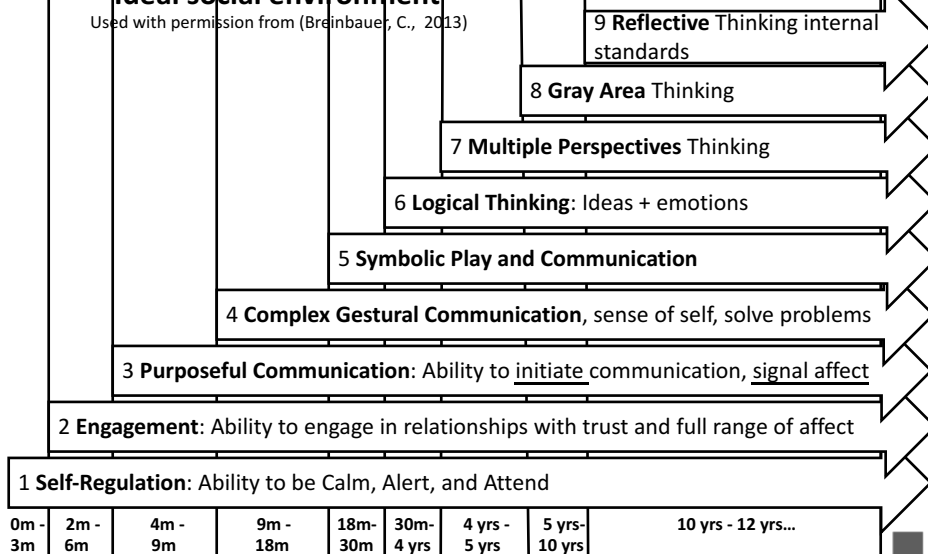 Ideal social environment
Used with permission from (Breinbauer, C., 2013)
9 Reflective Thinking internal
standards
8 Gray Area Thinking
7 Multiple Perspectives Thinking
6 Logical Thinking: Ideas + emotions
5 Symbolic Play and Communication
4 Complex Gestural Communication, sense of self, solve problems
3 Purposeful Communication: Ability to initiate communication, signal affect
2 Engagement: Ability to engage in relationships with trust and full range of affect
1 Self-Regulation: Ability to be Calm, Alert, and Attend
0m - 2m - 4m - 9m - 18m- 30m- 4 yrs - 5 yrs- 10 yrs - 12 yrs...
3m 6m 9m 18m 30m 4 yrs 5 yrs 10 yrs